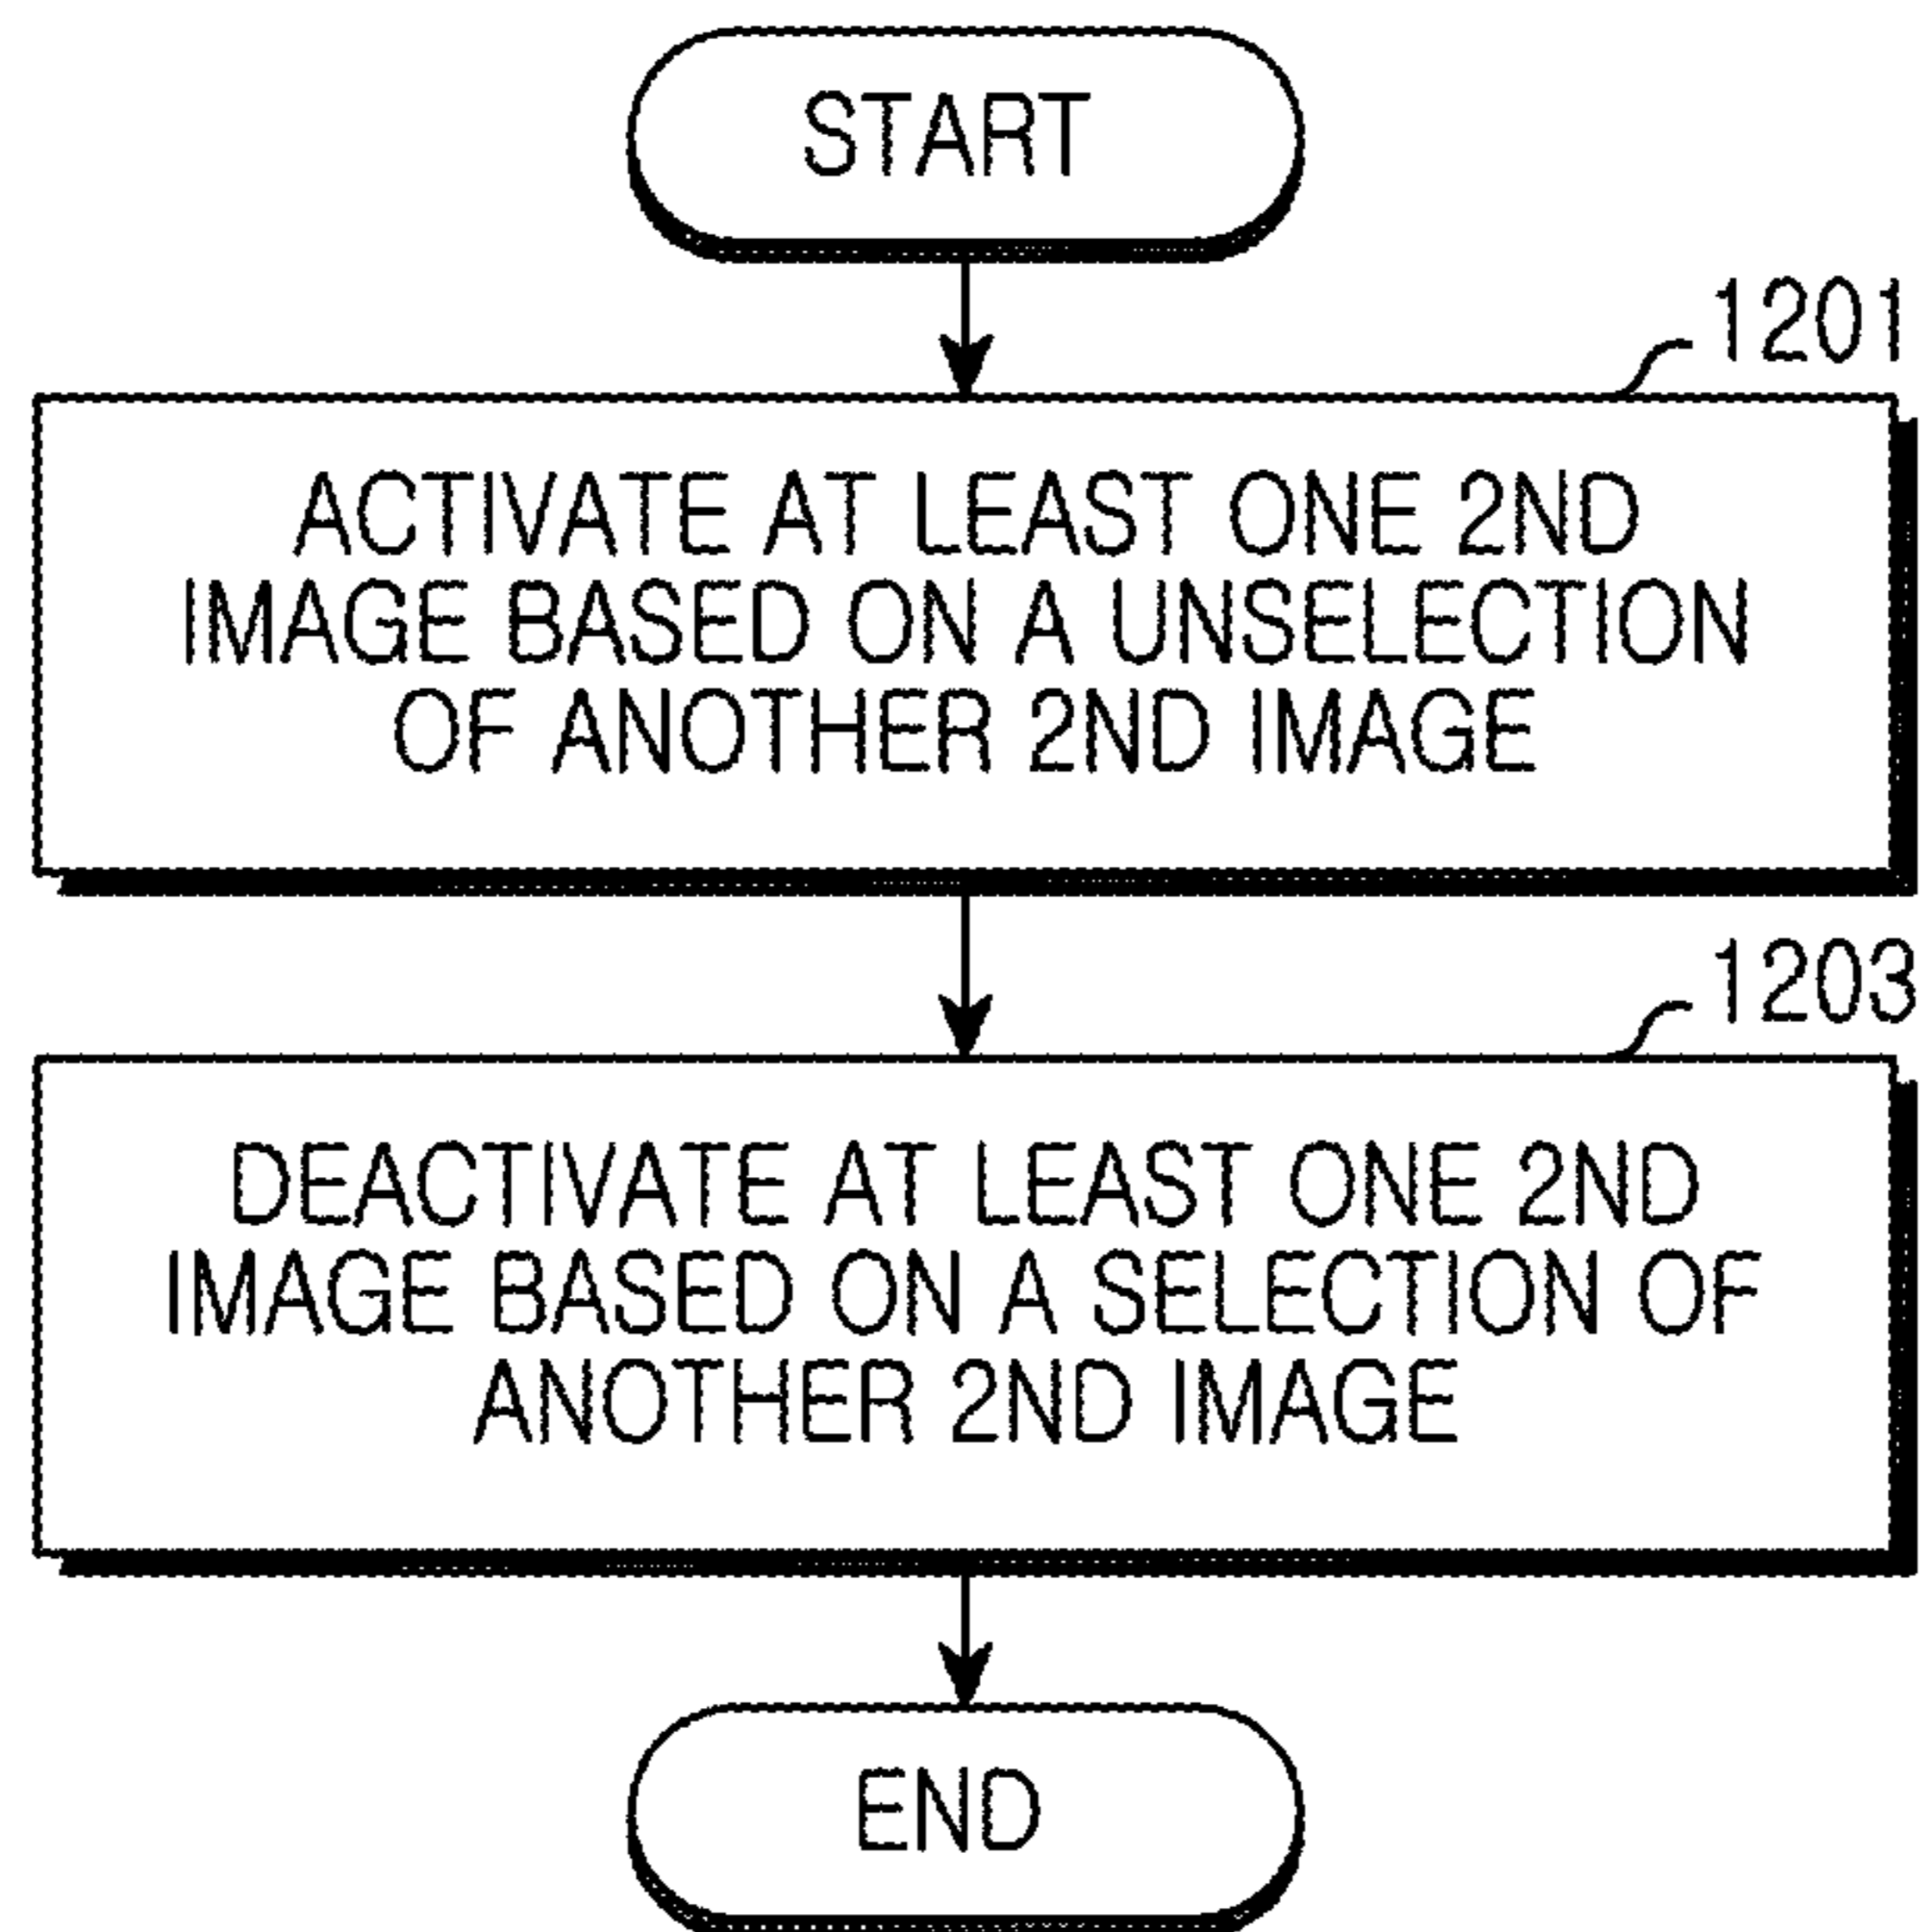 START
1201
ACTIVATE AT LEAST ONE 2ND
IMAGE BASED ON A UNSELECTION
OF ANOTHER 2ND IMAGE
1203
DEACTIVATE AT LEAST ONE 2ND
IMAGE BASED ON A SELECTION OF
ANOTHER 2ND IMAGE
END